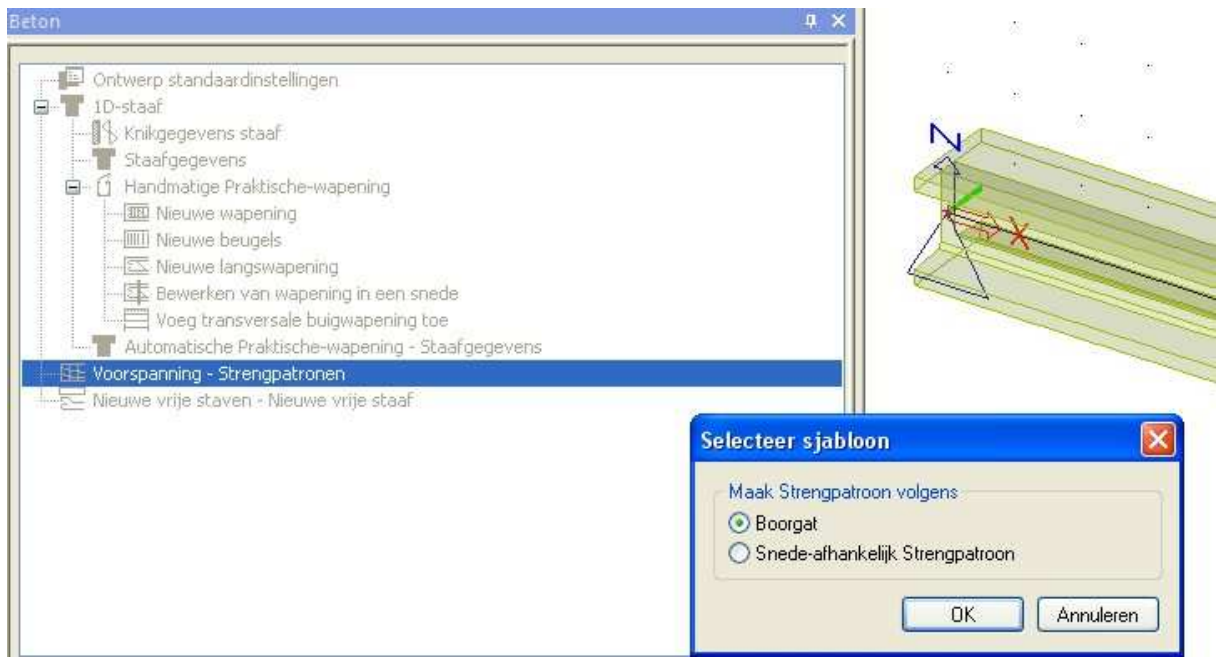 Beton
Ontwerp standaardinstellingen
1D-staaf
Knikgegevens staaf
Staafgegevens
Handmatige Praktische-wapening
Nieuwe wapening
Nieuwe beugels
Nieuwe langswapening
Bewerken van wapening in een snede
Voeg transversale buigwapening toe
Automatische Praktische-wapening - Staafgegevens
Voorspanning - Strengpatronen
Nieuwe vrije staven - Nieuwe vrije staaf
Z
X
Selecteer sjabloon
Maak Strengpatroon volgens
Boorgat
Snede-afhankelijk Strengpatroon
OK
Annuleren